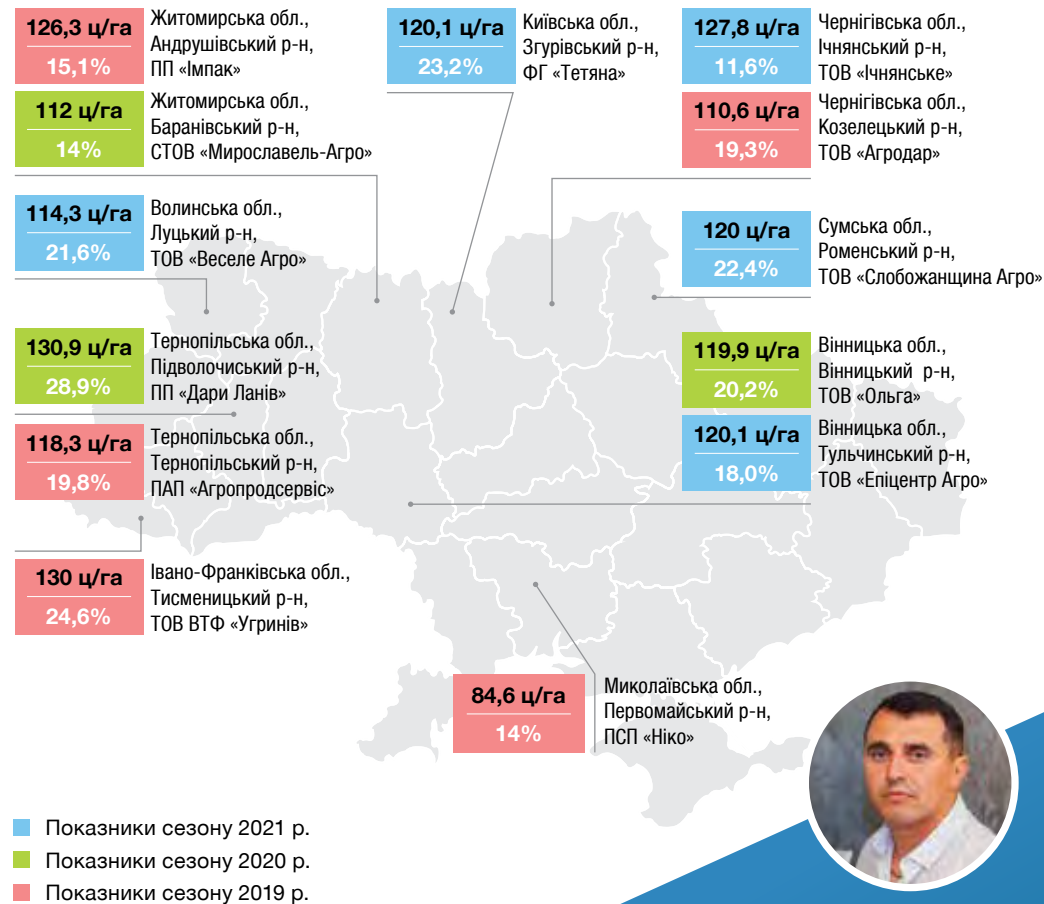 126,3 ц/га
15,1%
Житомирська обл.,
Андрушівський р-н,
ПП «Імпак»
112 ц/га
14%
Житомирська обл.,
Баранівський р-н,
СТОВ «Мирославель-Агро»
120,1 ц/га
23,2%
Київська обл.,
Згурівський р-н,
ФГ «Тетяна»
127,8 ц/га
11,6%
Чернігівська обл.,
Ічнянський р-н,
ТОВ «Ічнянське»
110,6 ц/га
19,3%
Чернігівська обл.,
Козелецький р-н,
ТОВ «Агродар»
114,3 ц/га
21,6%
Волинська обл.,
Луцький р-н,
ТОВ «Веселе Агро»
120 ц/га
22,4%
Сумська обл.,
Роменський р-н,
ТОВ «Слобожанщина Агро»
130,9 ц/га
28,9%
Тернопільська обл.,
Підволочиський р-н,
ПП «Дари Ланів»
119,9 ц/га
20,2%
Вінницька обл.,
Вінницький р-н,
ТОВ «Ольга»
118,3 ц/га
19,8%
Тернопільська обл.,
Тернопільський р-н,
ПАП «Агропродсервіс»
120,1 ц/га
18,0%
Вінницька обл.,
Тульчинський р-н,
ТОВ «Епіцентр Агро»
130 ц/га
24,6%
Івано-Франківська обл.,
Тисменицький р-н,
ТОВ ВТФ «Угринів»
84,6 ц/га
14%
Миколаївська обл.,
Первомайський р-н,
ПСП «Ніко»
Показники сезону 2021 р.
Показники сезону 2020 р.
Показники сезону 2019 р.